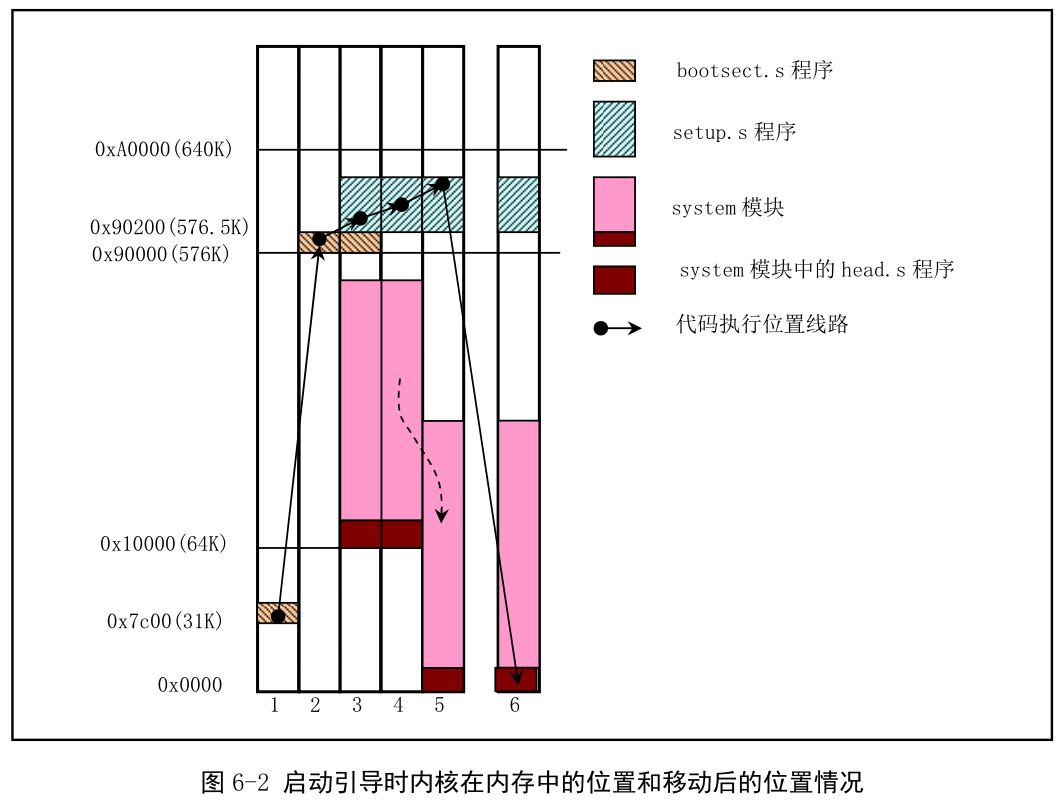 bootsect.s 程序
setup.s 程序
system 模块
system 模块中的 head.s 程序
代码执行位置线路
0xA0000(640K)
0x90200(576.5K)
0x90000(576K)
0x10000(64K)
0x7c00(31K)
0x0000
1 2 3 4 5 6
图 6-2 启动引导时内核在内存中的位置和移动后的位置情况